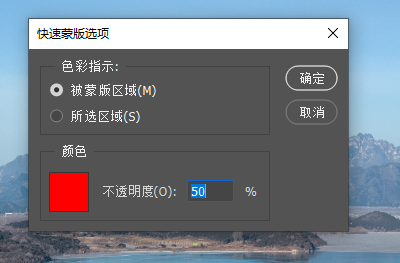 快速蒙版选项
色彩指示:
被蒙版区域(M)
所选区域(S)
确定
取消
颜色
不透明度(O): 50 %